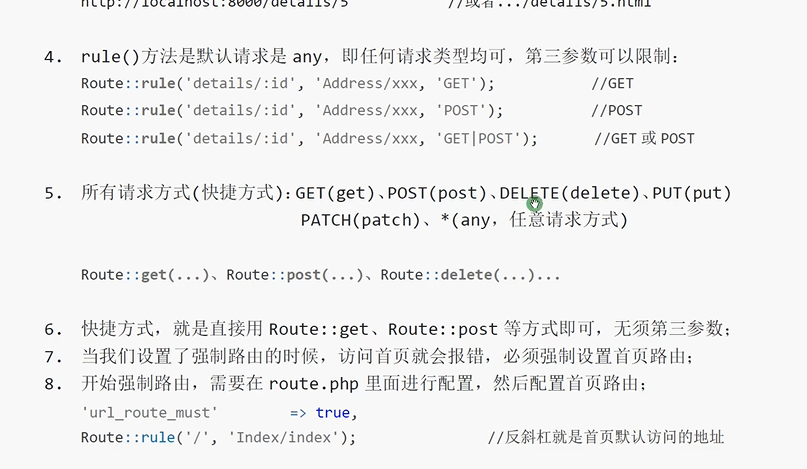 http://localhost:8000/details/5 //或者.../details/5.html
4. rule()方法是默认请求是 any，即任何请求类型均可，第三参数可以限制：
Route::rule('details/:id', 'Address/xxx, 'GET'); //GET
Route::rule('details/:id', 'Address/xxx, 'POST'); //POST
Route::rule('details/:id', 'Address/xxx, 'GET|POST'); //GET 或 POST
5. 所有请求方式(快捷方式)：GET(get)、POST(post)、DELETE(delete)、PUT(put)
PATCH(patch)、*(any，任意请求方式)
Route::get(...)、Route::post(...)、Route::delete(...)...
6. 快捷方式，就是直接用 Route::get、Route::post 等方式即可，无须第三参数；
7. 当我们设置了强制路由的时候，访问首页就会报错，必须强制设置首页路由；
8. 开始强制路由，需要在 route.php 里面进行配置，然后配置首页路由；
'url_route_must' => true,
Route::rule('/', 'Index/index'); //反斜杠就是首页默认访问的地址